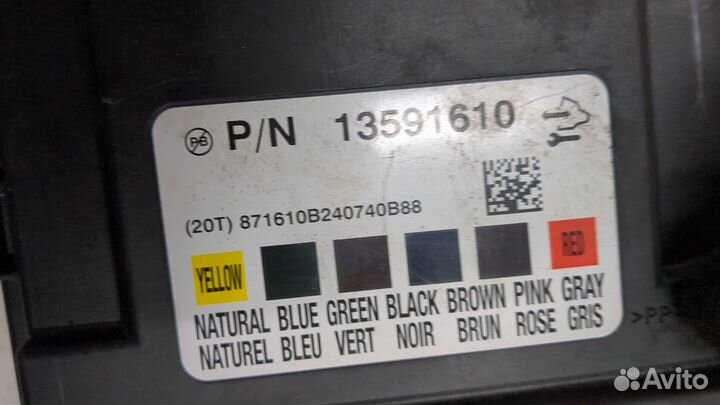 PB P/N 13591610
(20T) 871610B240740B88
YELLOW RED
NATURAL BLUE GREEN BLACK BROWN PINK GRAY
NATUREL BLEU VERT NOIR BRUN ROSE GRIS
>PP
Avito